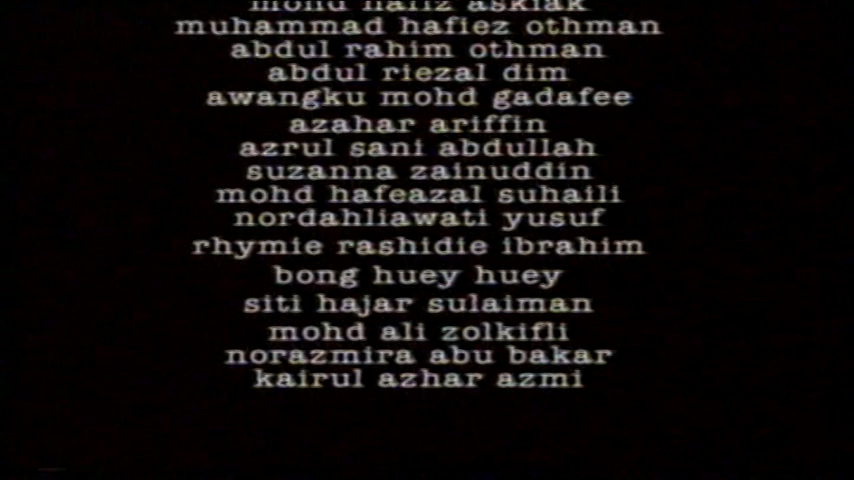 mohd hafiz
muhammad hafiez othman
abdul rahim othman
abdul riezal dim
awangku mohd gadafee
azahar ariffin
azrul sani abdullah
suzanna zainuddin
mohd hafeazal suhaili
nordahliawati yusuf
rhymie rashidie ibrahim
bong huey huey
siti hajar sulaiman
mohd ali zolkifli
norazmira abu bakar
kairul azhar azmi